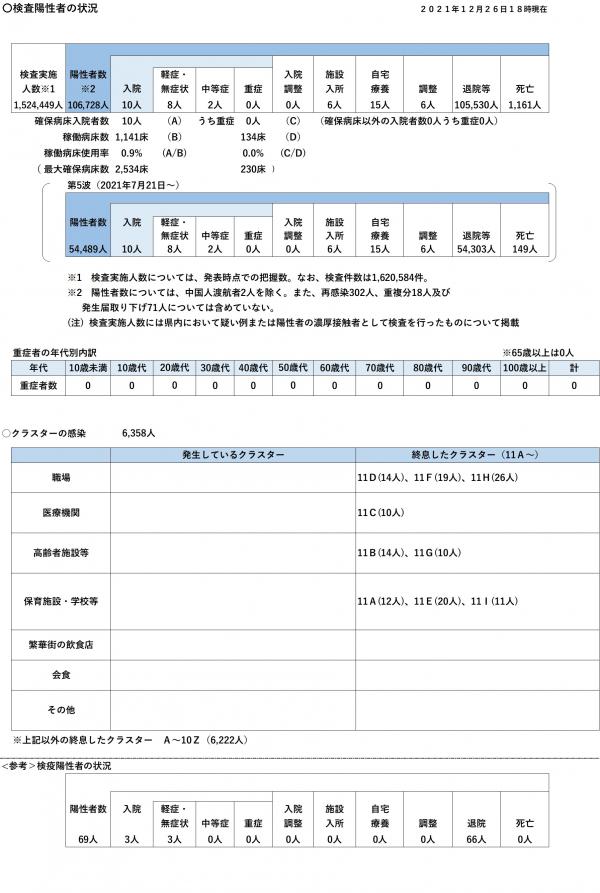 〇検査陽性者の状況 2021年12月26日18時現在
検査実施人数※1 陽性者数※2 入院 軽症・無症状 中等症 重症 入院調整 施設入所 自宅療養 調整 退院等 死亡
1,524,449人 106,728人 10人 8人 2人 0人 0人 6人 15人 6人 105,530人 1,161人
確保病床入院者数 10人 (A) うち重症 0人 (C) (確保病床以外の入院者数0人うち重症0人)
稼働病床数 1,141床 (B) 134床 (D)
稼働病床使用率 0.9% (A/B) 0.0% (C/D)
(最大確保病床数 2,534床 230床 )
第5波（2021年7月21日～）
陽性者数 入院 軽症・無症状 中等症 重症 入院調整 施設入所 自宅療養 調整 退院等 死亡
54,489人 10人 8人 2人 0人 0人 6人 15人 6人 54,303人 149人
※1 検査実施人数については、発表時点での把握数。なお、検査件数は1,620,584件。
※2 陽性者数については、中国人渡航者2人を除く。また、再感染302人、重複分18人及び
発生届取り下げ71人については含めていない。
(注) 検査実施人数には県内において疑い例または陽性者の濃厚接触者として検査を行ったものについて掲載
重症者の年代別内訳 ※65歳以上は0人
年代 10歳未満 10歳代 20歳代 30歳代 40歳代 50歳代 60歳代 70歳代 80歳代 90歳代 100歳以上 計
重症者数 0 0 0 0 0 0 0 0 0 0 0 0
○クラスターの感染 6,358人
発生しているクラスター 終息したクラスター（11A～）
職場 11D(14人)、11F(19人)、11H(26人)
医療機関 11C(10人)
高齢者施設等 11B(14人)、11G(10人)
保育施設・学校等 11A(12人)、11E(20人)、11I(11人)
繁華街の飲食店
会食
その他
※上記以外の終息したクラスター A～10Z（6,222人）
<参考>検疫陽性者の状況
陽性者数 入院 軽症・無症状 中等症 重症 入院調整 施設入所 自宅療養 調整 退院 死亡
69人 3人 3人 0人 0人 0人 0人 0人 0人 66人 0人